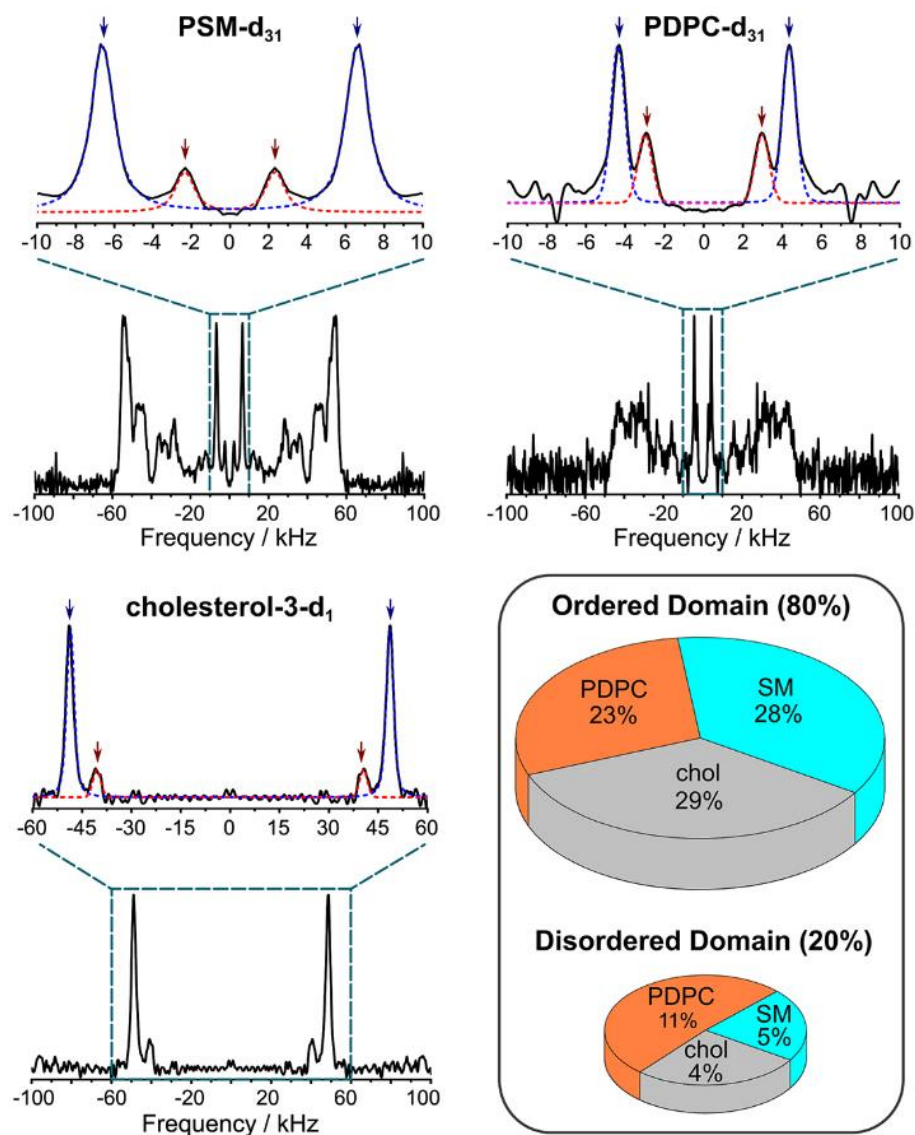 PSM-d31
-10 -8 -6 -4 -2 0 2 4 6 8 10
-100 -60 -20 20 60 100
Frequency / kHz
PDPC-d31
-10 -8 -6 -4 -2 0 2 4 6 8 10
-100 -60 -20 20 60 100
Frequency / kHz
cholesterol-3-d1
-60 -45 -30 -15 0 15 30 45 60
-100 -60 -20 20 60 100
Frequency / kHz
Ordered Domain (80%)
PDPC
23%
SM
28%
chol
29%
Disordered Domain (20%)
PDPC
11%
SM
5%
chol
4%